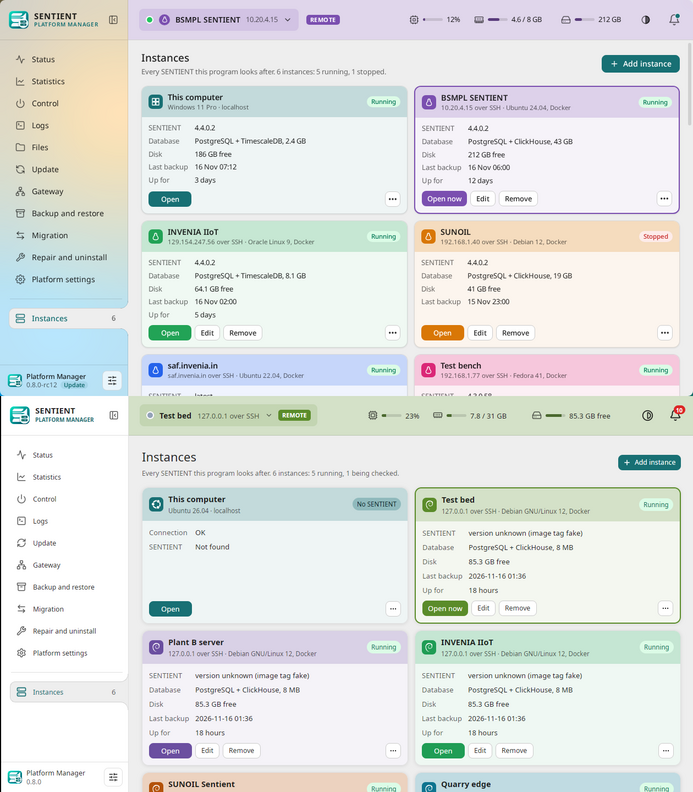 SENTIENT
PLATFORM MANAGER
BSMPL SENTIENT 10.20.4.15 REMOTE 12% 4.6 / 8 GB 212 GB
Status
Statistics
Control
Logs
Files
Update
Gateway
Backup and restore
Migration
Repair and uninstall
Platform settings
Instances 6
Platform Manager
0.8.0-rc12 Update
Instances
Every SENTIENT this program looks after. 6 instances: 5 running, 1 stopped.
+ Add instance
This computer
Windows 11 Pro · localhost
Running
SENTIENT 4.4.0.2
Database PostgreSQL + TimescaleDB, 2.4 GB
Disk 186 GB free
Last backup 16 Nov 07:12
Up for 3 days
Open
BSMPL SENTIENT
10.20.4.15 over SSH · Ubuntu 24.04, Docker
Running
SENTIENT 4.4.0.2
Database PostgreSQL + ClickHouse, 43 GB
Disk 212 GB free
Last backup 16 Nov 06:00
Up for 12 days
Open now Edit Remove
INVENIA IIoT
129.154.247.56 over SSH · Oracle Linux 9, Docker
Running
SENTIENT 4.4.0.2
Database PostgreSQL + TimescaleDB, 8.1 GB
Disk 64.1 GB free
Last backup 16 Nov 02:00
Up for 5 days
Open Edit Remove
SUNOIL
192.168.1.40 over SSH · Debian 12, Docker
Stopped
SENTIENT 4.4.0.2
Database PostgreSQL + ClickHouse, 19 GB
Disk 41 GB free
Last backup 15 Nov 23:00
Open Edit Remove
saf.invenia.in
saf.invenia.in over SSH · Ubuntu 22.04, Docker
Running
Test bench
192.168.1.77 over SSH · Fedora 41, Docker
Running
SENTIENT
PLATFORM MANAGER
Test bed 127.0.0.1 over SSH REMOTE 23% 7.8 / 31 GB 85.3 GB free 10
Status
Statistics
Control
Logs
Update
Gateway
Backup and restore
Migration
Repair and uninstall
Platform settings
Instances 6
Platform Manager
0.8.0
Instances
Every SENTIENT this program looks after. 6 instances: 5 running, 1 being checked.
+ Add instance
This computer
Ubuntu 26.04 · localhost
No SENTIENT
Connection OK
SENTIENT Not found
Open
Test bed
127.0.0.1 over SSH · Debian GNU/Linux 12, Docker
Running
SENTIENT version unknown (image tag fake)
Database PostgreSQL + ClickHouse, 8 MB
Disk 85.3 GB free
Last backup 2026-11-16 01:36
Up for 18 hours
Open now Edit Remove
Plant B server
127.0.0.1 over SSH · Debian GNU/Linux 12, Docker
Running
SENTIENT version unknown (image tag fake)
Database PostgreSQL + ClickHouse, 8 MB
Disk 85.3 GB free
Last backup 2026-11-16 01:36
Up for 18 hours
Open Edit Remove
INVENIA IIoT
127.0.0.1 over SSH · Debian GNU/Linux 12, Docker
Running
SENTIENT version unknown (image tag fake)
Database PostgreSQL + ClickHouse, 8 MB
Disk 85.3 GB free
Last backup 2026-11-16 01:36
Up for 18 hours
Open Edit Remove
SUNOIL Sentient
Running
Quarry edge
Running